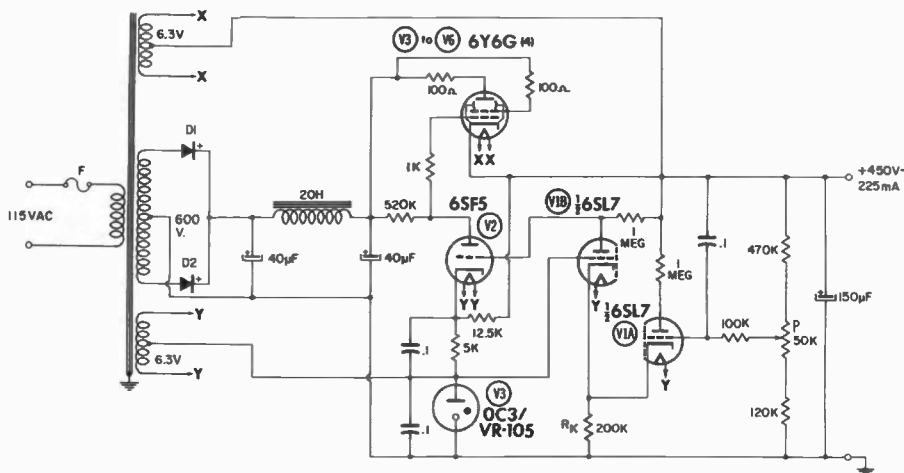 X
6.3V
X
F
115VAC
D1
600
V.
D2
Y
6.3V
Y
20H
40µF
40µF
520K
1K
V3 to V6 6Y6G (4)
100Ω
100Ω
XX
6SF5
V2
YY
12.5K
5K
.1
.1
V3
OC3/
VR-105
V1B ½6SL7
1
MEG
Y
½6SL7
V1A
1
MEG
Y
RK
200K
.1
100K
470K
P
50K
120K
+450V-
225mA
150µF